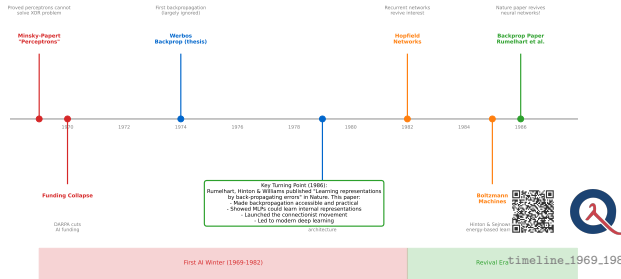 Proved perceptrons cannot
solve XOR problem
Minsky-Papert
"Perceptrons"
First backpropagation
(largely ignored)
Werbos
Backprop (thesis)
Recurrent networks
revive interest
Hopfield
Networks
Nature paper revives
neural networks!
Backprop Paper
Rumelhart et al.
1970
1972
1974
1976
1980
1982
1984
1986
Funding Collapse
DARPA cuts
AI funding
Key Turning Point (1986):
Rumelhart, Hinton & Williams published "Learning representations
by back-propagating errors" in Nature. This paper:
- Made backpropagation accessible and practical
- Showed MLPs could learn internal representations
- Launched the connectionist movement
- Led to modern deep learning
architecture
Boltzmann
Machines
Hinton & Sejnow
energy-based lear
First AI Winter (1969-1982)
Revival Era
timeline_1969_198